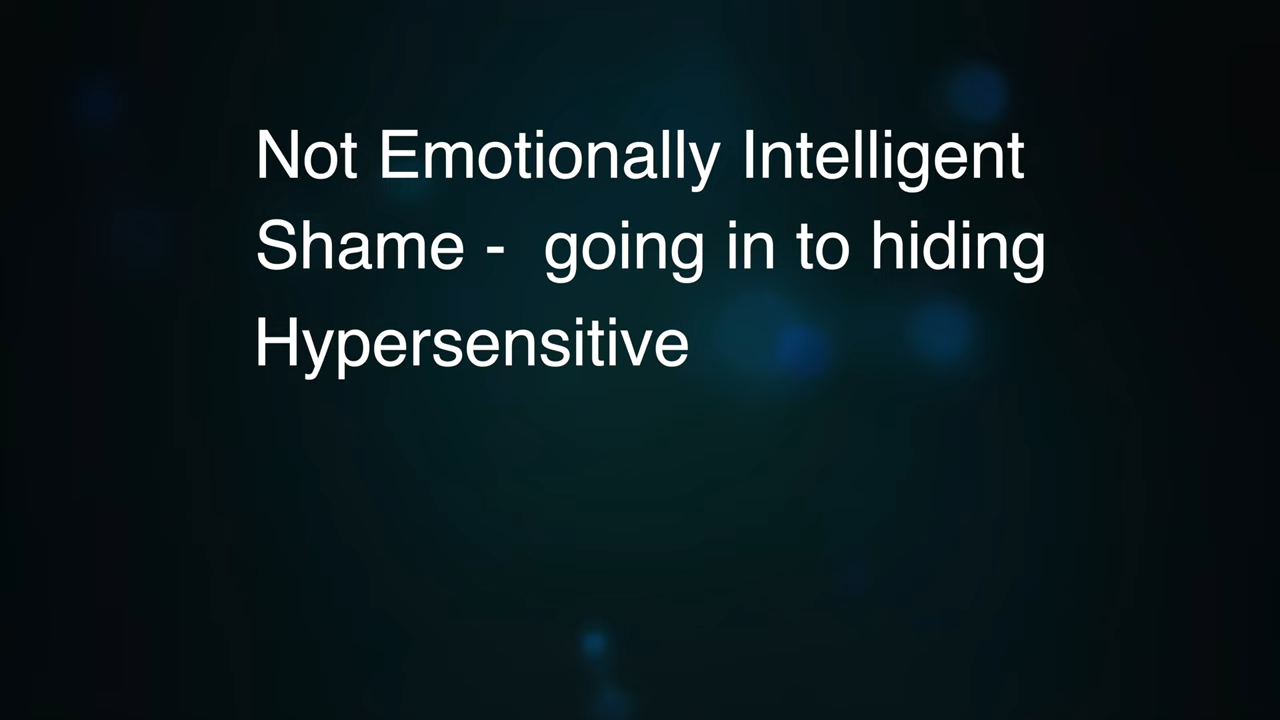 Not Emotionally Intelligent
Shame -  going in to hiding
Hypersensitive